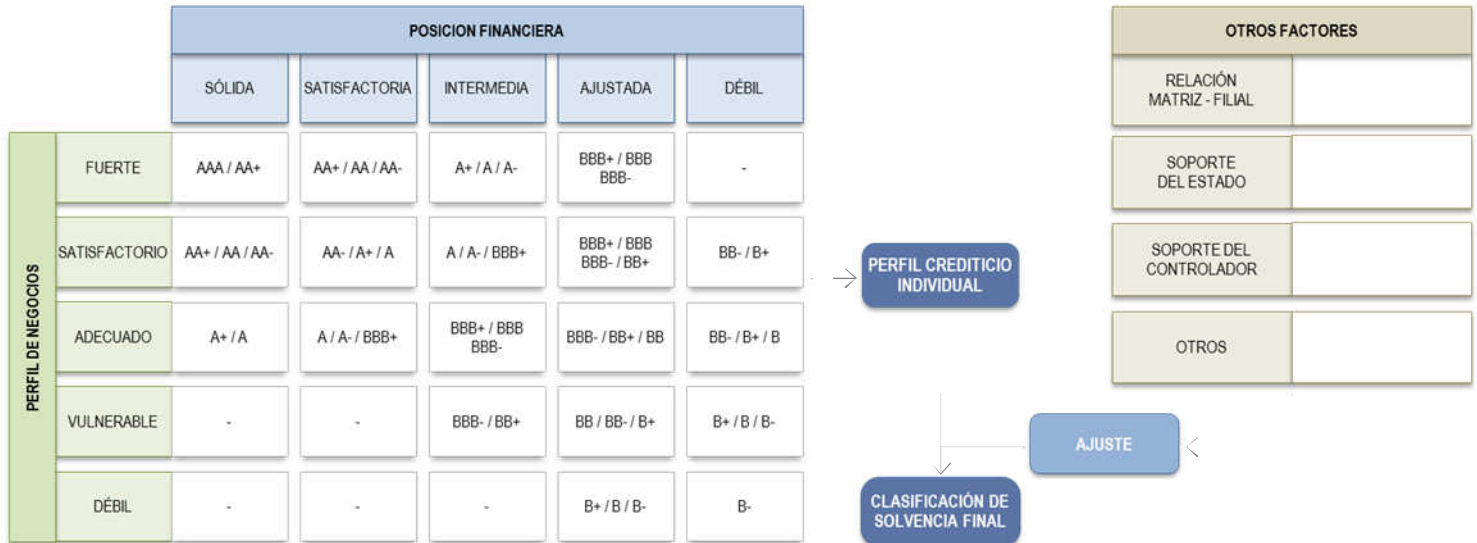 POSICION FINANCIERA
SÓLIDA
SATISFACTORIA
INTERMEDIA
AJUSTADA
DÉBIL
PERFIL DE NEGOCIOS
FUERTE
AAA / AA+
AA+ / AA / AA-
A+ / A / A-
BBB+ / BBB
BBB-
-
SATISFACTORIO
AA+ / AA / AA-
AA- / A+ / A
A / A- / BBB+
BBB+ / BBB
BBB- / BB+
BB- / B+
ADECUADO
A+ / A
A / A- / BBB+
BBB+ / BBB
BBB-
BBB- / BB+ / BB
BB- / B+ / B
VULNERABLE
-
-
BBB- / BB+
BB / BB- / B+
B+ / B / B-
DÉBIL
-
-
-
B+ / B / B-
B-
PERFIL CREDITICIO
INDIVIDUAL
OTROS FACTORES
RELACIÓN
MATRIZ - FILIAL
SOPORTE
DEL ESTADO
SOPORTE DEL
CONTROLADOR
OTROS
AJUSTE
CLASIFICACIÓN DE
SOLVENCIA FINAL